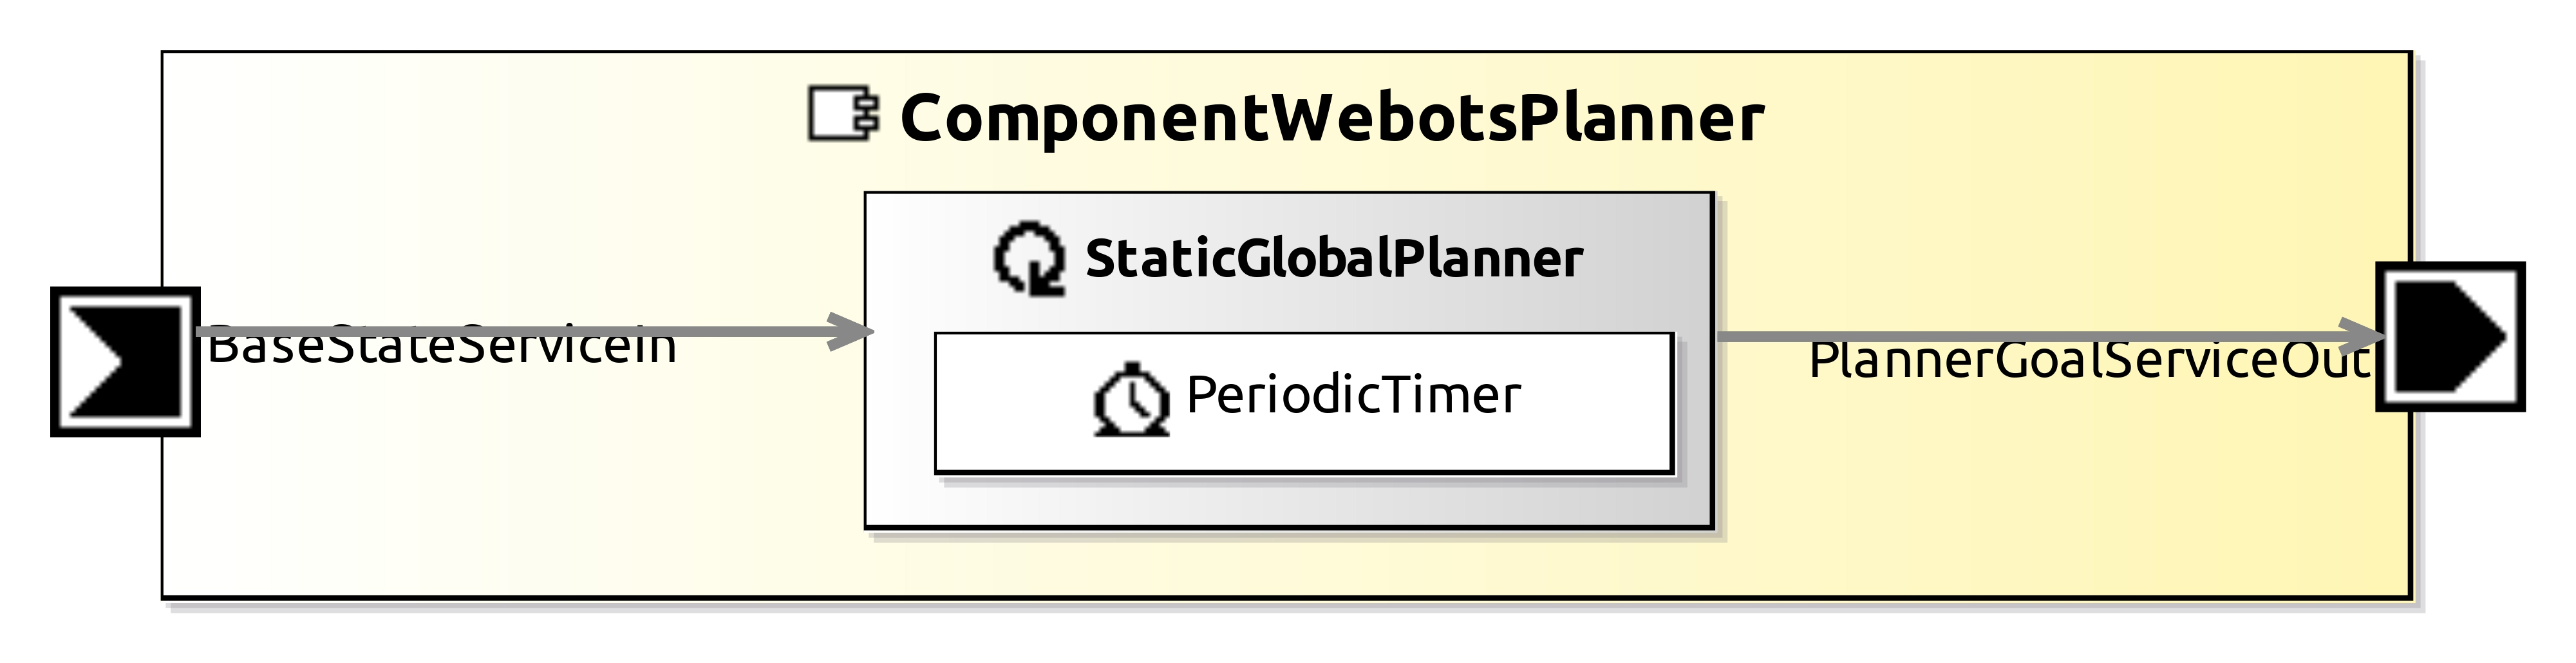 ComponentWebotsPlanner
StaticGlobalPlanner
BaseStateServiceIn
PlannerGoalServiceOut
PeriodicTimer